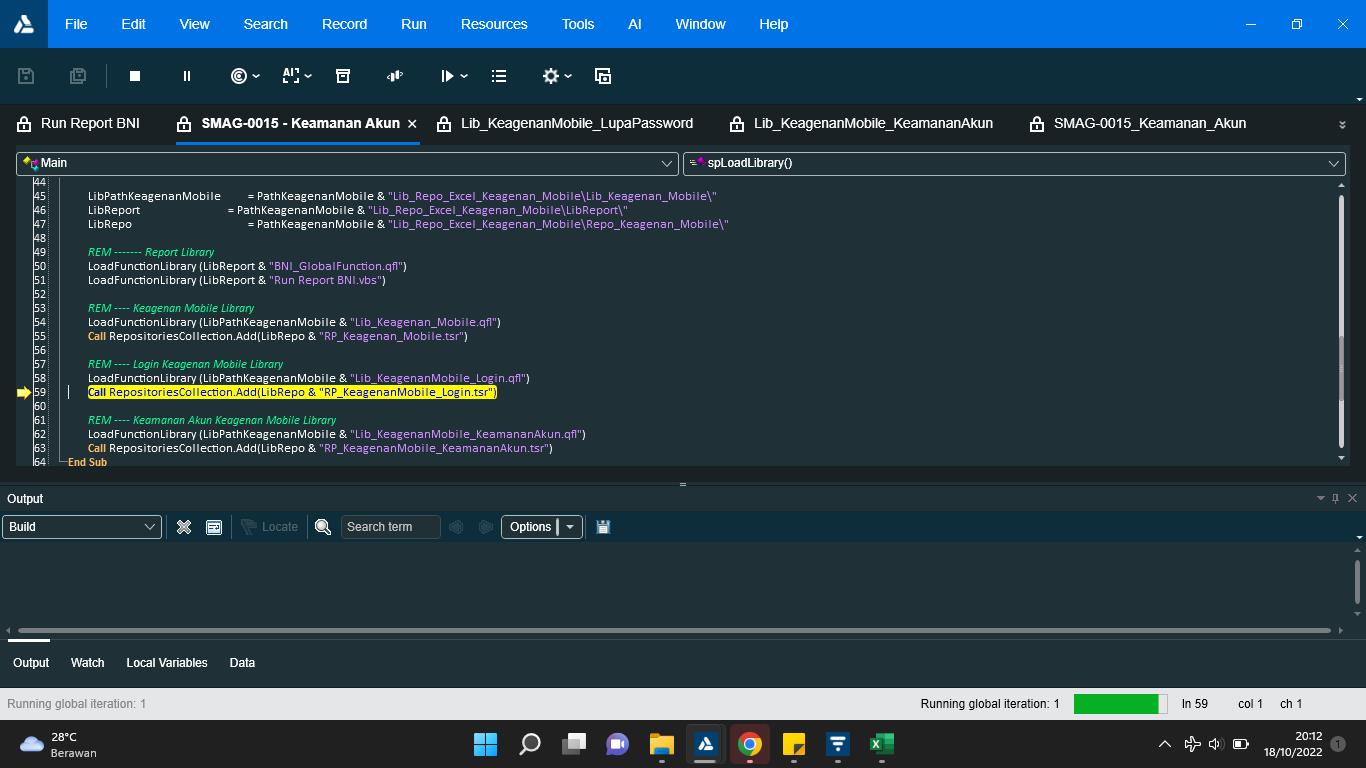 File Edit View Search Record Run Resources Tools AI Window Help
Run Report BNI SMAG-0015 - Keamanan Akun Lib_KeagenanMobile_LupaPassword Lib_KeagenanMobile_KeamananAkun SMAG-0015_Keamanan_Akun
Main spLoadLibrary()
44
45 LibPathKeagenanMobile = PathKeagenanMobile & "Lib_Repo_Excel_Keagenan_Mobile\Lib_Keagenan_Mobile\"
46 LibReport = PathKeagenanMobile & "Lib_Repo_Excel_Keagenan_Mobile\LibReport\"
47 LibRepo = PathKeagenanMobile & "Lib_Repo_Excel_Keagenan_Mobile\Repo_Keagenan_Mobile\"
48
49 REM ------- Report Library
50 LoadFunctionLibrary (LibReport & "BNI_GlobalFunction.qfl")
51 LoadFunctionLibrary (LibReport & "Run Report BNI.vbs")
52
53 REM ---- Keagenan Mobile Library
54 LoadFunctionLibrary (LibPathKeagenanMobile & "Lib_Keagenan_Mobile.qfl")
55 Call RepositoriesCollection.Add(LibRepo & "RP_Keagenan_Mobile.tsr")
56
57 REM ---- Login Keagenan Mobile Library
58 LoadFunctionLibrary (LibPathKeagenanMobile & "Lib_KeagenanMobile_Login.qfl")
59 Call RepositoriesCollection.Add(LibRepo & "RP_KeagenanMobile_Login.tsr")
60
61 REM ---- Keamanan Akun Keagenan Mobile Library
62 LoadFunctionLibrary (LibPathKeagenanMobile & "Lib_KeagenanMobile_KeamananAkun.qfl")
63 Call RepositoriesCollection.Add(LibRepo & "RP_KeagenanMobile_KeamananAkun.tsr")
64 End Sub
Output
Build Locate Search term Options
Output Watch Local Variables Data
Running global iteration: 1 Running global iteration: 1 ln 59 col 1 ch 1
28°C 20:12
Berawan 18/10/2022 1